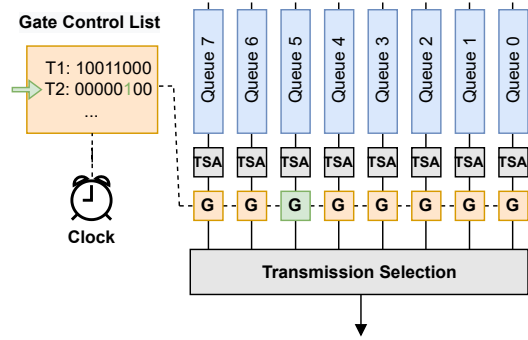 Gate Control List
T1: 10011000
T2: 00000100
...
Clock
Queue 7
Queue 6
Queue 5
Queue 4
Queue 3
Queue 2
Queue 1
Queue 0
TSA TSA TSA TSA TSA TSA TSA TSA
G G G G G G G G
Transmission Selection